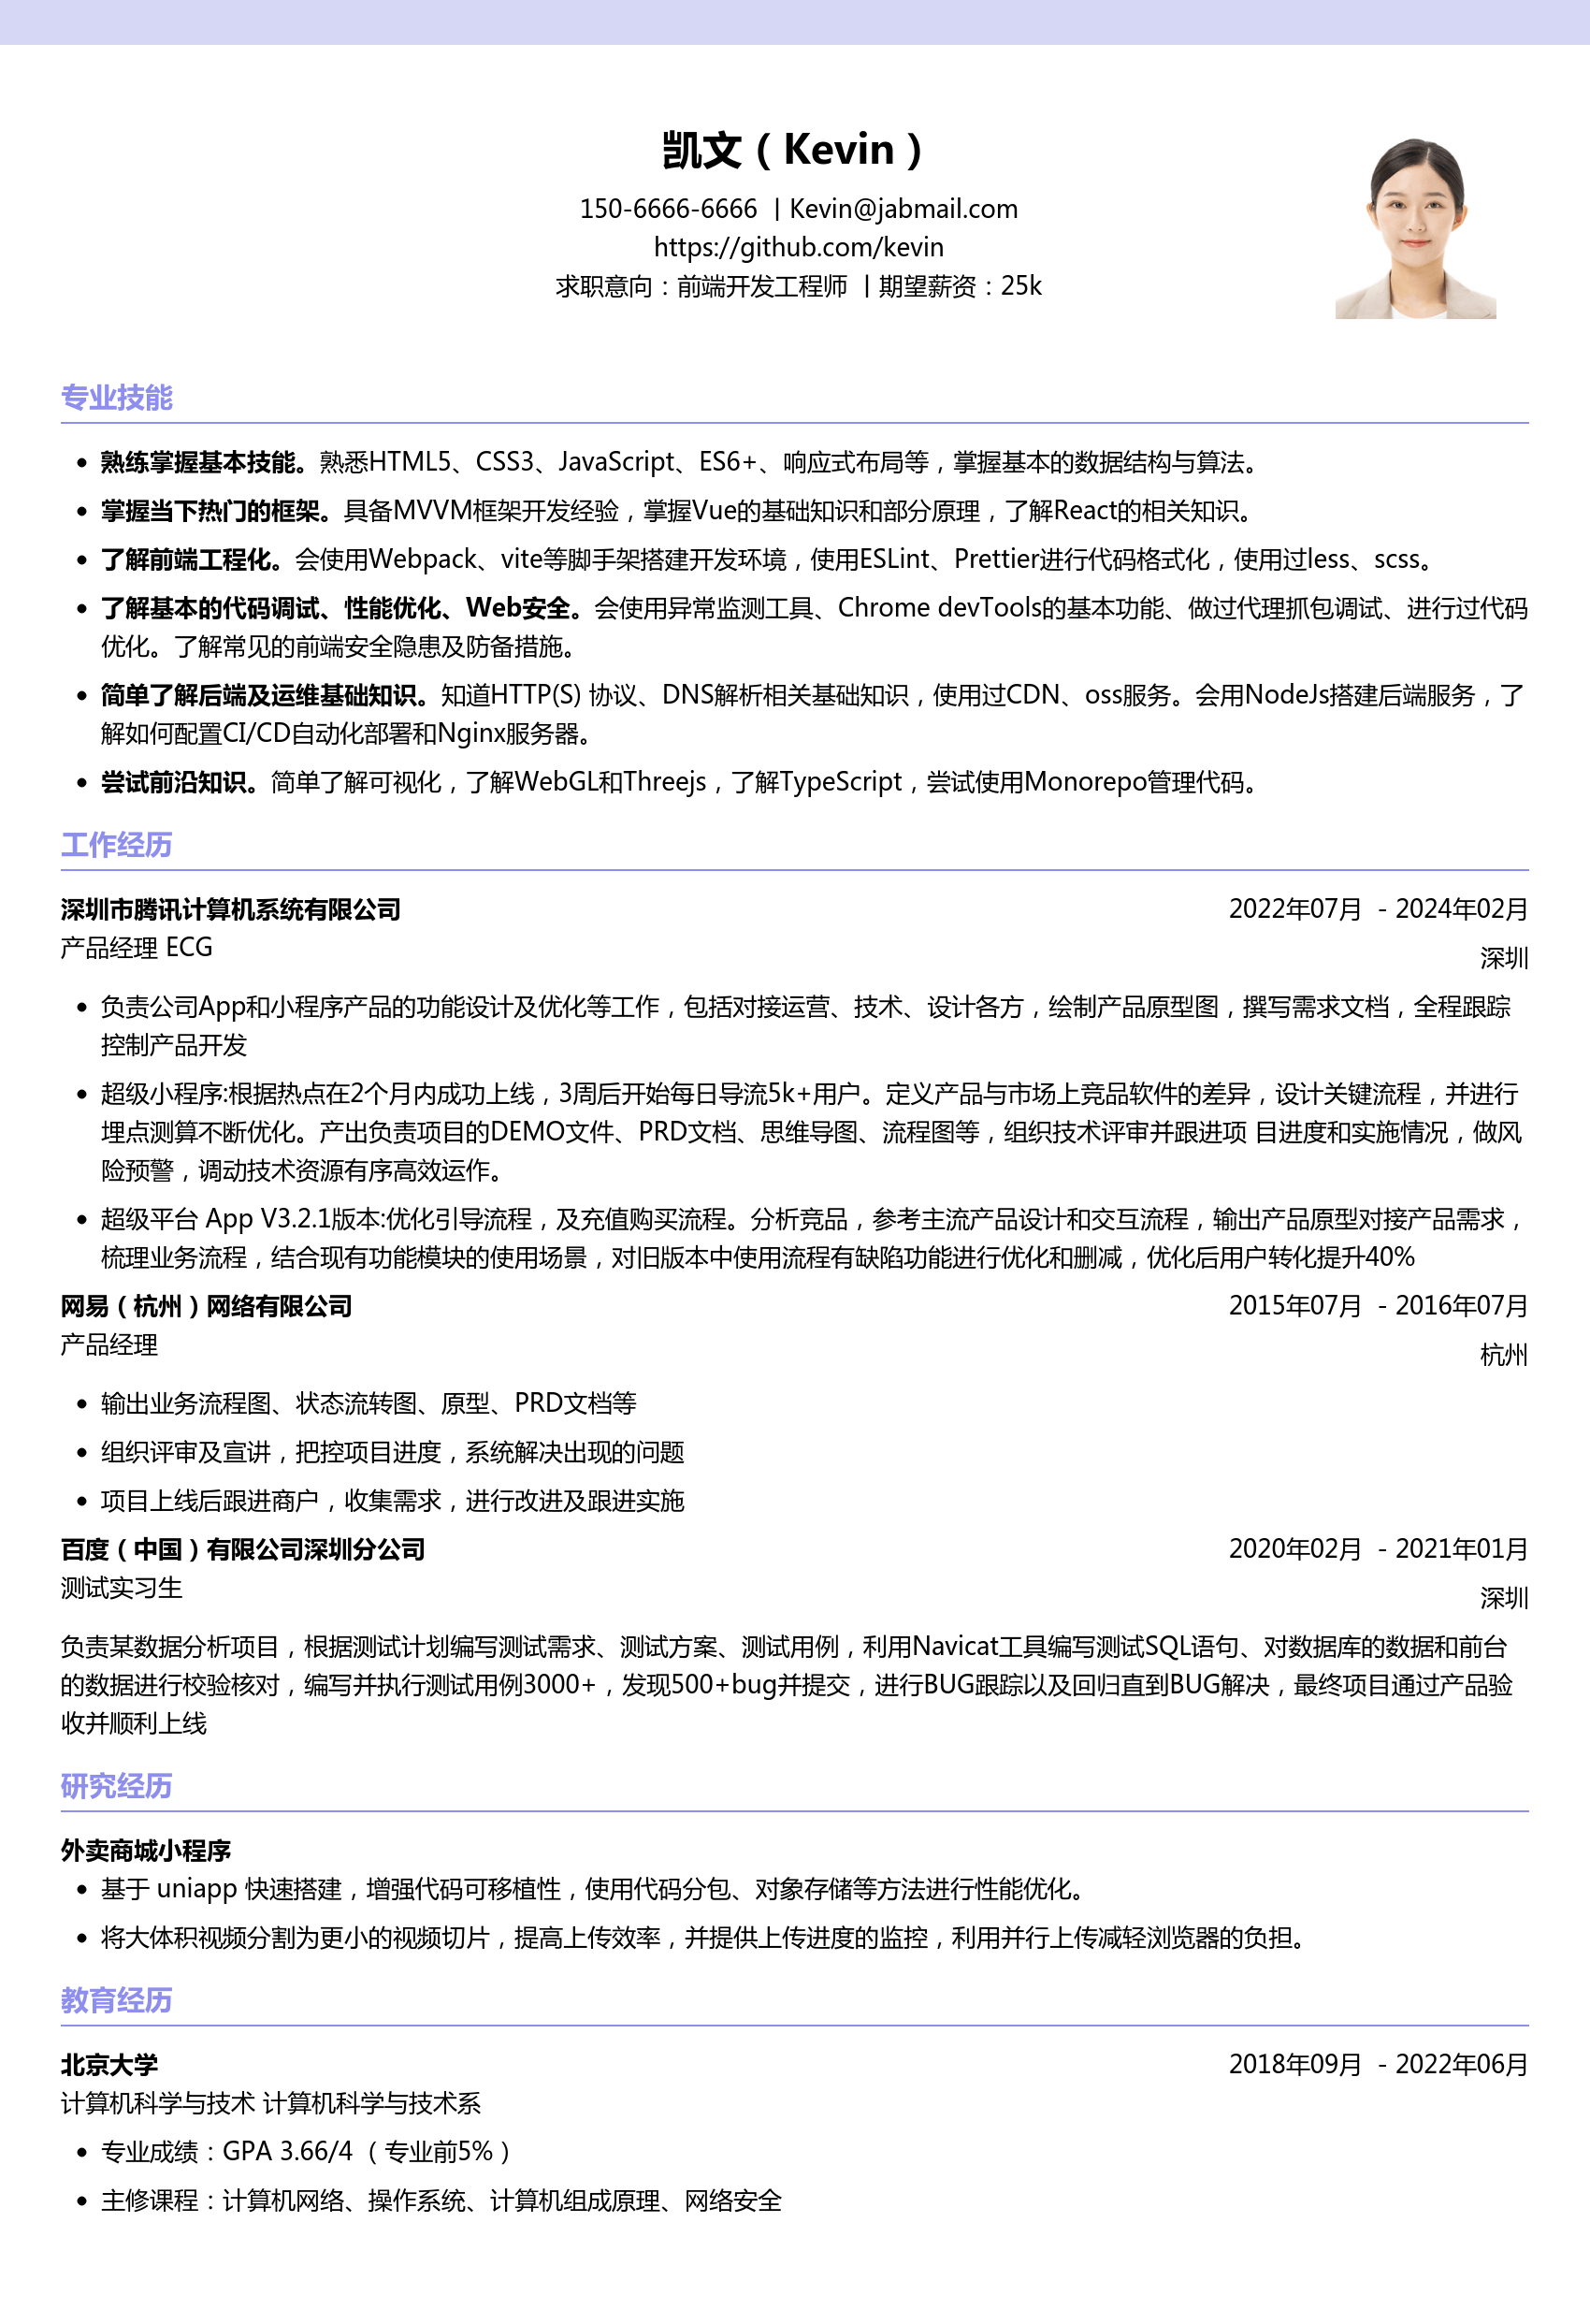 凯文（Kevin）
150-6666-6666 | Kevin@jabmail.com
https://github.com/kevin
求职意向：前端开发工程师 | 期望薪资：25k
专业技能
• 熟练掌握基本技能。熟悉HTML5、CSS3、JavaScript、ES6+、响应式布局等，掌握基本的数据结构与算法。
• 掌握当下热门的框架。具备MVVM框架开发经验，掌握Vue的基础知识和部分原理，了解React的相关知识。
• 了解前端工程化。会使用Webpack、vite等脚手架搭建开发环境，使用ESLint、Prettier进行代码格式化，使用过less、scss。
• 了解基本的代码调试、性能优化、Web安全。会使用异常监测工具、Chrome devTools的基本功能、做过代理抓包调试、进行过代码
优化。了解常见的前端安全隐患及防备措施。
• 简单了解后端及运维基础知识。知道HTTP(S) 协议、DNS解析相关基础知识，使用过CDN、oss服务。会用NodeJs搭建后端服务，了
解如何配置CI/CD自动化部署和Nginx服务器。
• 尝试前沿知识。简单了解可视化，了解WebGL和Threejs，了解TypeScript，尝试使用Monorepo管理代码。
工作经历
深圳市腾讯计算机系统有限公司 2022年07月 - 2024年02月
产品经理 ECG 深圳
• 负责公司App和小程序产品的功能设计及优化等工作，包括对接运营、技术、设计各方，绘制产品原型图，撰写需求文档，全程跟踪
控制产品开发
• 超级小程序:根据热点在2个月内成功上线，3周后开始每日导流5k+用户。定义产品与市场上竞品软件的差异，设计关键流程，并进行
埋点测算不断优化。产出负责项目的DEMO文件、PRD文档、思维导图、流程图等，组织技术评审并跟进项 目进度和实施情况，做风
险预警，调动技术资源有序高效运作。
• 超级平台 App V3.2.1版本:优化引导流程，及充值购买流程。分析竞品，参考主流产品设计和交互流程，输出产品原型对接产品需求，
梳理业务流程，结合现有功能模块的使用场景，对旧版本中使用流程有缺陷功能进行优化和删减，优化后用户转化提升40%
网易（杭州）网络有限公司 2015年07月 - 2016年07月
产品经理 杭州
• 输出业务流程图、状态流转图、原型、PRD文档等
• 组织评审及宣讲，把控项目进度，系统解决出现的问题
• 项目上线后跟进商户，收集需求，进行改进及跟进实施
百度（中国）有限公司深圳分公司 2020年02月 - 2021年01月
测试实习生 深圳
负责某数据分析项目，根据测试计划编写测试需求、测试方案、测试用例，利用Navicat工具编写测试SQL语句、对数据库的数据和前台
的数据进行校验核对，编写并执行测试用例3000+，发现500+bug并提交，进行BUG跟踪以及回归直到BUG解决，最终项目通过产品验
收并顺利上线
研究经历
外卖商城小程序
• 基于 uniapp 快速搭建，增强代码可移植性，使用代码分包、对象存储等方法进行性能优化。
• 将大体积视频分割为更小的视频切片，提高上传效率，并提供上传进度的监控，利用并行上传减轻浏览器的负担。
教育经历
北京大学 2018年09月 - 2022年06月
计算机科学与技术 计算机科学与技术系
• 专业成绩：GPA 3.66/4 （专业前5%）
• 主修课程：计算机网络、操作系统、计算机组成原理、网络安全